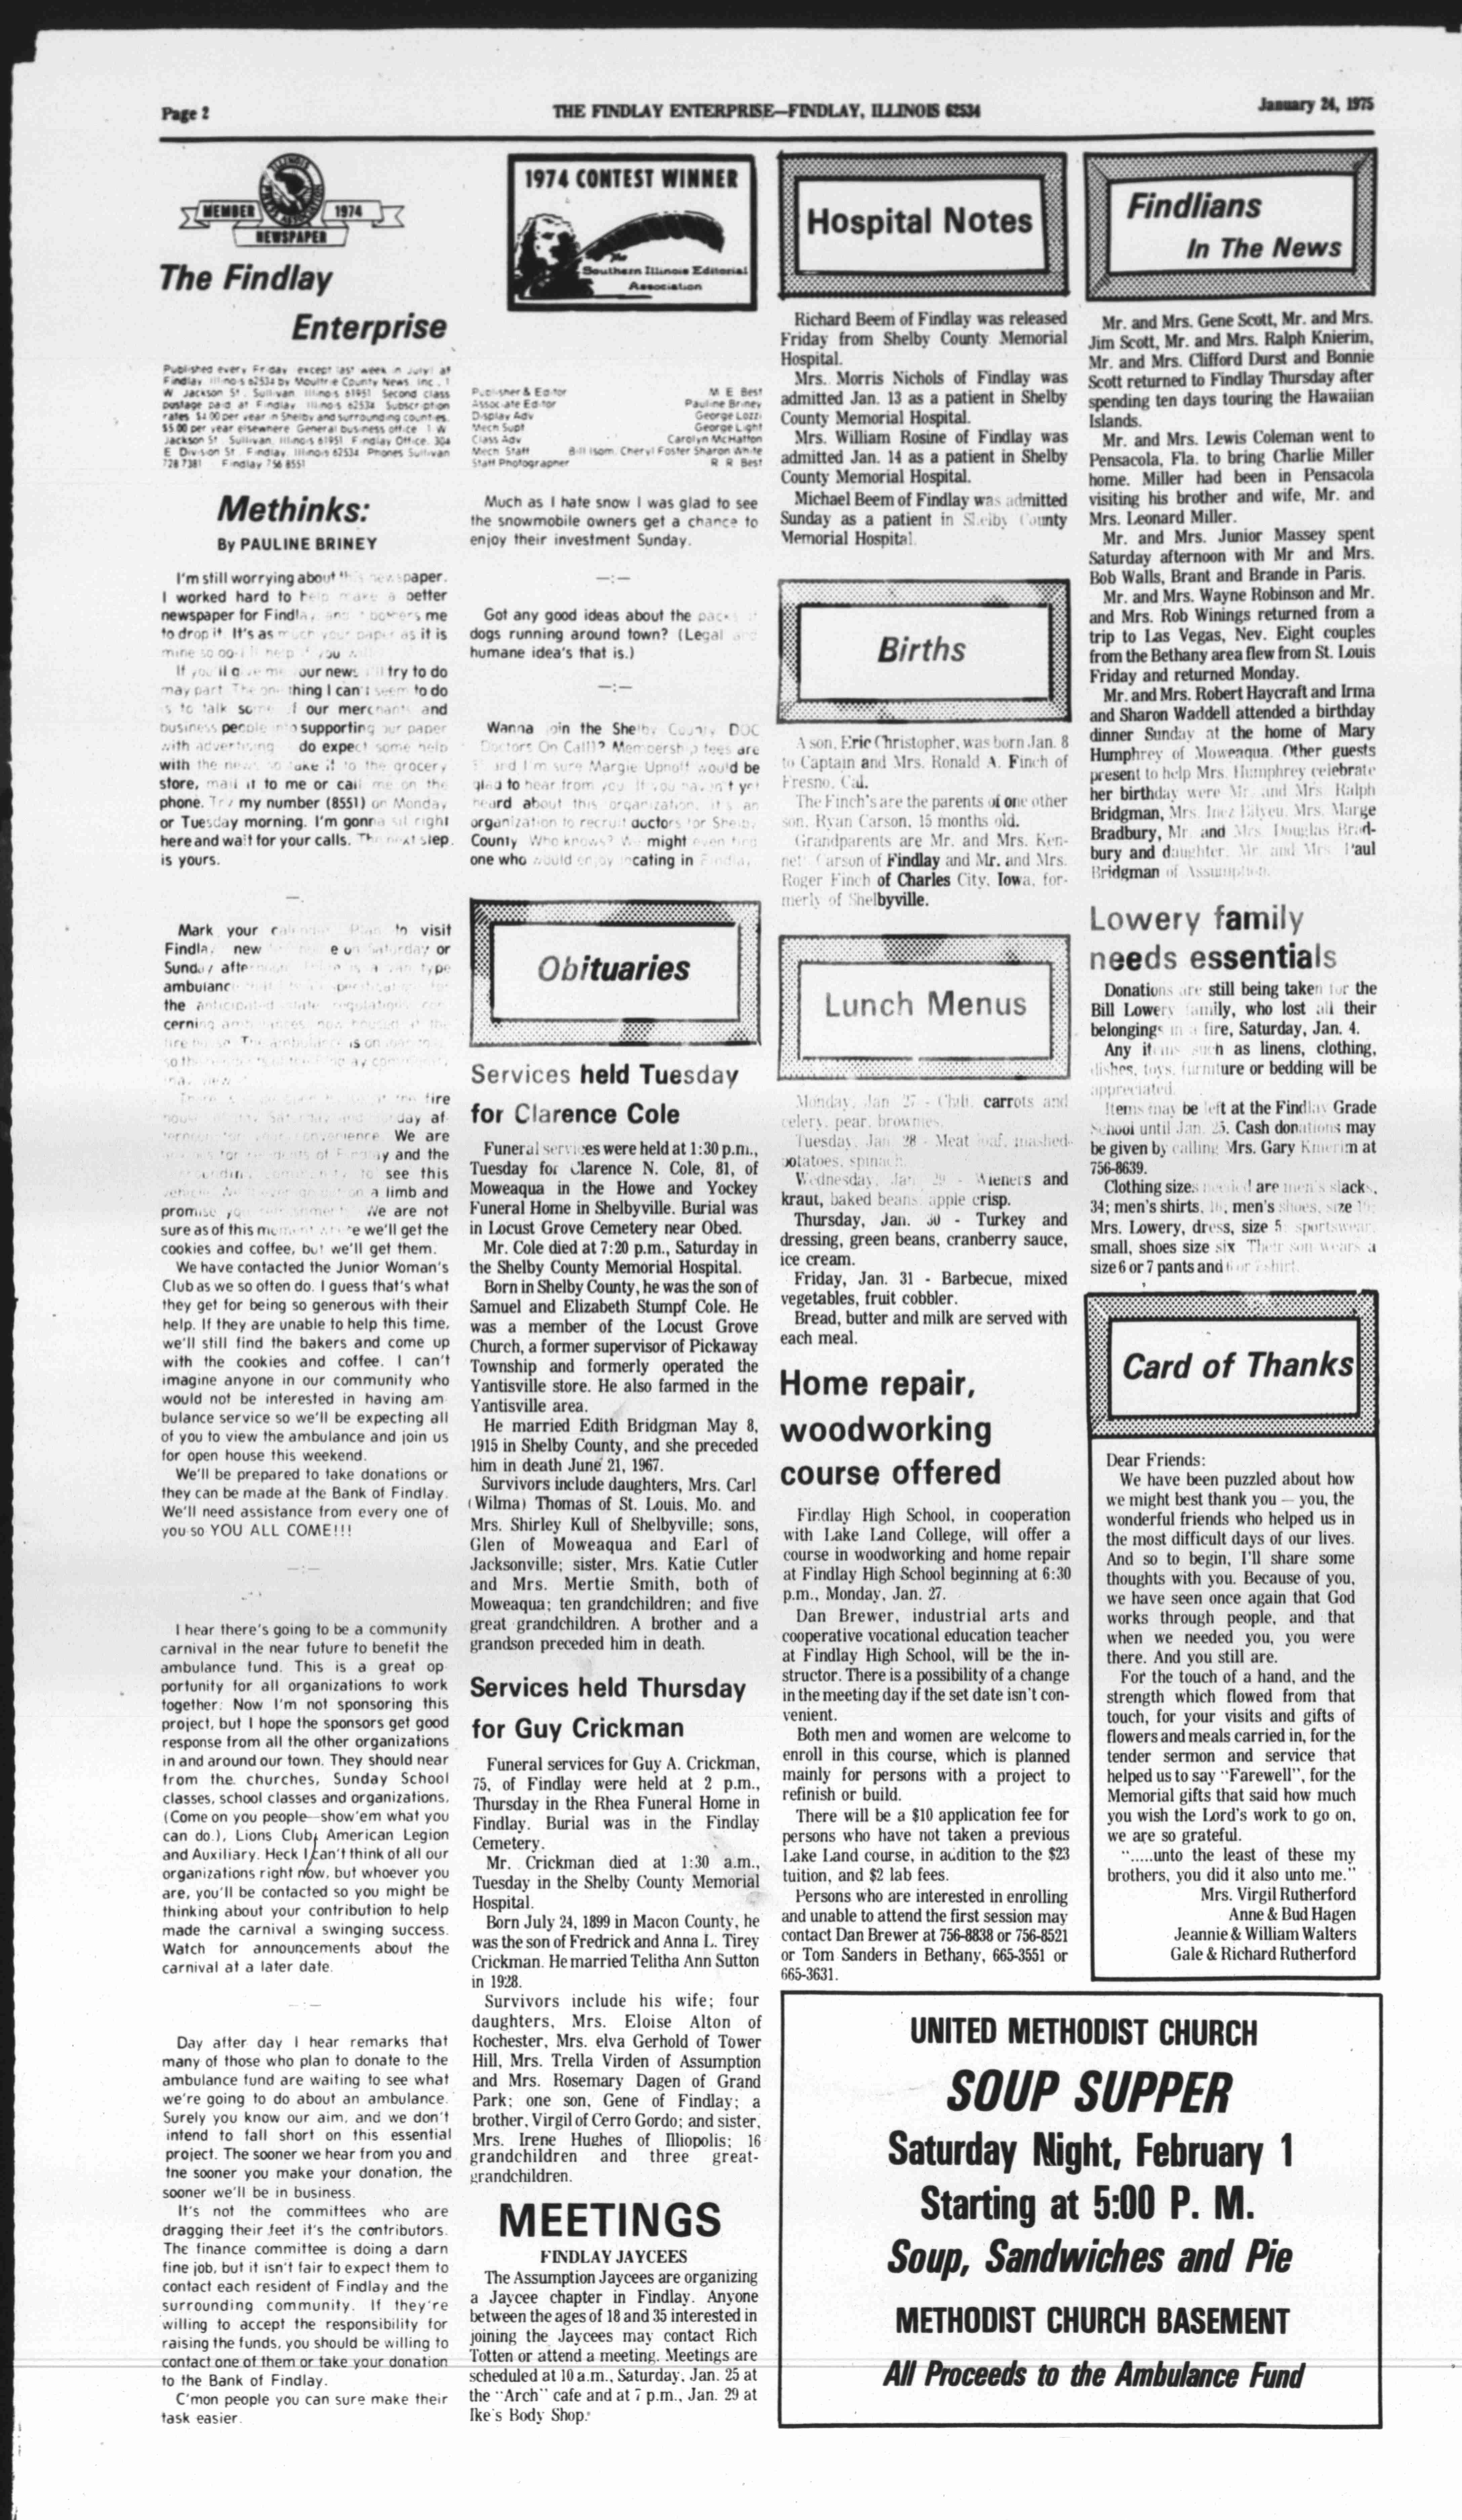 Page 2
THE FINDLAY ENTERPRISE—FINDLAY, ILLINOIS 62534
January 24, 1975
MEMBER 1974
NEWSPAPER
The Findlay
Enterprise
Published every Friday except last week in July at
Findlay, Illinois 62534 by Moultrie County News Inc., 1
W Jackson St., Sullivan, Illinois 61951 Second class
postage paid at Findlay Illinois 62534 Subscription
rates $4.00 per year in Shelby and surrounding counties.
$5.00 per year elsewhere General business office 1 W
Jackson St Sullivan, Illinois 61951 Findlay Office, 304
E Division St Findlay, Illinois 62534 Phones Sullivan
728 7381 Findlay 756 8551
Methinks:
By PAULINE BRINEY
I'm still worrying about newspaper.
I worked hard to help make a better
newspaper for Findlay and bothers me
to drop it. It's as much your paper as it is
mine so help you
If you'll give me your news I'll try to do
may part The one thing I can't seem to do
is to talk some of our merchants and
business people into supporting our paper
with advertising do expect some help
with the news so take it to the grocery
store, mail it to me or call me on the
phone. Try my number (8551) on Monday
or Tuesday morning. I'm gonna sit right
here and wait for your calls. The next step
is yours.
Mark your Plan to visit
Findlay new on Saturday or
Sunday type
the anticipated state regulations con
cerning ambulances now housed at the
fire house The ambulance is on
fire
af
ternoon for your convenience We are
residents of Findlay and the
to see this
a limb and
promise We are not
sure as of this moment where we'll get the
cookies and coffee, but we'll get them.
We have contacted the Junior Woman's
Club as we so often do. I guess that's what
they get for being so generous with their
help. If they are unable to help this time,
we'll still find the bakers and come up
with the cookies and coffee. I can't
imagine anyone in our community who
would not be interested in having am
bulance service so we'll be expecting all
of you to view the ambulance and join us
for open house this weekend.
We'll be prepared to take donations or
they can be made at the Bank of Findlay.
We'll need assistance from every one of
you so YOU ALL COME!!!
—:—
I hear there's going to be a community
carnival in the near future to benefit the
ambulance fund. This is a great op
portunity for all organizations to work
together. Now I'm not sponsoring this
project, but I hope the sponsors get good
response from all the other organizations
in and around our town. They should near
from the churches, Sunday School
classes, school classes and organizations,
(Come on you people—show'em what you
can do.), Lions Club, American Legion
and Auxiliary. Heck I can't think of all our
organizations right now, but whoever you
are, you'll be contacted so you might be
thinking about your contribution to help
made the carnival a swinging success.
Watch for announcements about the
carnival at a later date.
—:—
Day after day I hear remarks that
many of those who plan to donate to the
ambulance fund are waiting to see what
we're going to do about an ambulance.
Surely you know our aim, and we don't
intend to fall short on this essential
project. The sooner we hear from you and
the sooner you make your donation, the
sooner we'll be in business.
It's not the committees who are
dragging their feet it's the contributors.
The finance committee is doing a darn
fine job, but it isn't fair to expect them to
contact each resident of Findlay and the
surrounding community. If they're
willing to accept the responsibility for
raising the funds, you should be willing to
contact one of them or take your donation
to the Bank of Findlay.
C'mon people you can sure make their
task easier.
1974 CONTEST WINNER
The
Southern Illinois Editorial
Association
Publisher & Editor M E Best
Associate Editor Pauline Briney
Display Adv George Lozzi
Mech Supt George Light
Class Adv Carolyn McHatton
Mech Staff Bill Isom, Cheryl Foster Sharon White
Staff Photographer R R Best
Much as I hate snow I was glad to see
the snowmobile owners get a chance to
enjoy their investment Sunday.
—:—
Got any good ideas about the packs of
dogs running around town? (Legal and
humane idea's that is.)
—:—
Wanna join the Shelby County DOC
Doctors On Call)? Membership fees are
and I'm sure Margie Uphoff would be
glad to hear from you If you haven't yet
heard about this organization, it's an
organization to recruit doctors for Shelby
County Who knows? We might even find
one who would enjoy locating in Findlay
Obituaries
Services held Tuesday
for Clarence Cole
Funeral services were held at 1:30 p.m.,
Tuesday for Clarence N. Cole, 81, of
Moweaqua in the Howe and Yockey
Funeral Home in Shelbyville. Burial was
in Locust Grove Cemetery near Obed.
Mr. Cole died at 7:20 p.m., Saturday in
the Shelby County Memorial Hospital.
Born in Shelby County, he was the son of
Samuel and Elizabeth Stumpf Cole. He
was a member of the Locust Grove
Church, a former supervisor of Pickaway
Township and formerly operated the
Yantisville store. He also farmed in the
Yantisville area.
He married Edith Bridgman May 8,
1915 in Shelby County, and she preceded
him in death June 21, 1967.
Survivors include daughters, Mrs. Carl
(Wilma) Thomas of St. Louis, Mo. and
Mrs. Shirley Kull of Shelbyville; sons,
Glen of Moweaqua and Earl of
Jacksonville; sister, Mrs. Katie Cutler
and Mrs. Mertie Smith, both of
Moweaqua; ten grandchildren; and five
great grandchildren. A brother and a
grandson preceded him in death.
Services held Thursday
for Guy Crickman
Funeral services for Guy A. Crickman,
75, of Findlay were held at 2 p.m.,
Thursday in the Rhea Funeral Home in
Findlay. Burial was in the Findlay
Cemetery.
Mr. Crickman died at 1:30 a.m.,
Tuesday in the Shelby County Memorial
Hospital.
Born July 24, 1899 in Macon County, he
was the son of Fredrick and Anna L. Tirey
Crickman. He married Telitha Ann Sutton
in 1928.
Survivors include his wife; four
daughters, Mrs. Eloise Alton of
Rochester, Mrs. elva Gerhold of Tower
Hill, Mrs. Trella Virden of Assumption
and Mrs. Rosemary Dagen of Grand
Park; one son, Gene of Findlay; a
brother, Virgil of Cerro Gordo; and sister,
Mrs. Irene Hughes of Illiopolis; 16
grandchildren and three great-
grandchildren.
MEETINGS
FINDLAY JAYCEES
The Assumption Jaycees are organizing
a Jaycee chapter in Findlay. Anyone
between the ages of 18 and 35 interested in
joining the Jaycees may contact Rich
Totten or attend a meeting. Meetings are
scheduled at 10 a.m., Saturday, Jan. 25 at
the "Arch" cafe and at 7 p.m., Jan. 29 at
Ike's Body Shop.
Hospital Notes
Richard Beem of Findlay was released
Friday from Shelby County Memorial
Hospital.
Mrs. Morris Nichols of Findlay was
admitted Jan. 13 as a patient in Shelby
County Memorial Hospital.
Mrs. William Rosine of Findlay was
admitted Jan. 14 as a patient in Shelby
County Memorial Hospital.
Michael Beem of Findlay was admitted
Sunday as a patient in Shelby County
Memorial Hospital.
Births
A son, Eric Christopher, was born Jan. 8
to Captain and Mrs. Ronald A. Finch of
Fresno, Cal.
The Finch's are the parents of one other
son, Ryan Carson, 15 months old.
Grandparents are Mr. and Mrs. Ken-
neth Carson of Findlay and Mr. and Mrs.
Roger Finch of Charles City, Iowa, for-
merly of Shelbyville.
Lunch Menus
Monday, Jan 27 - Chili, carrots and
celery, pear, brownies.
Tuesday, Jan 28 - Meat loaf, mashed
potatoes, spinach.
Wednesday, Jan. 29 - Wieners and
kraut, baked beans, apple crisp.
Thursday, Jan. 30 - Turkey and
dressing, green beans, cranberry sauce,
ice cream.
Friday, Jan. 31 - Barbecue, mixed
vegetables, fruit cobbler.
Bread, butter and milk are served with
each meal.
Home repair,
woodworking
course offered
Findlay High School, in cooperation
with Lake Land College, will offer a
course in woodworking and home repair
at Findlay High School beginning at 6:30
p.m., Monday, Jan. 27.
Dan Brewer, industrial arts and
cooperative vocational education teacher
at Findlay High School, will be the in-
structor. There is a possibility of a change
in the meeting day if the set date isn't con-
venient.
Both men and women are welcome to
enroll in this course, which is planned
mainly for persons with a project to
refinish or build.
There will be a $10 application fee for
persons who have not taken a previous
Lake Land course, in addition to the $23
tuition, and $2 lab fees.
Persons who are interested in enrolling
and unable to attend the first session may
contact Dan Brewer at 756-8838 or 756-8521
or Tom Sanders in Bethany, 665-3551 or
665-3631.
Findlians
In The News
Mr. and Mrs. Gene Scott, Mr. and Mrs.
Jim Scott, Mr. and Mrs. Ralph Knierim,
Mr. and Mrs. Clifford Durst and Bonnie
Scott returned to Findlay Thursday after
spending ten days touring the Hawaiian
Islands.
Mr. and Mrs. Lewis Coleman went to
Pensacola, Fla. to bring Charlie Miller
home. Miller had been in Pensacola
visiting his brother and wife, Mr. and
Mrs. Leonard Miller.
Mr. and Mrs. Junior Massey spent
Saturday afternoon with Mr and Mrs.
Bob Walls, Brant and Brande in Paris.
Mr. and Mrs. Wayne Robinson and Mr.
and Mrs. Rob Winings returned from a
trip to Las Vegas, Nev. Eight couples
from the Bethany area flew from St. Louis
Friday and returned Monday.
Mr. and Mrs. Robert Haycraft and Irma
and Sharon Waddell attended a birthday
dinner Sunday at the home of Mary
Humphrey of Moweaqua. Other guests
present to help Mrs. Humphrey celebrate
her birthday were Mr. and Mrs. Ralph
Bridgman, Mrs. Inez Lilyeu, Mrs. Marge
Bradbury, Mr. and Mrs. Douglas Brad-
bury and daughter, Mr. and Mrs. Paul
Bridgman of Assumption.
Lowery family
needs essentials
Donations are still being taken for the
Bill Lowery family, who lost all their
belongings in a fire, Saturday, Jan. 4.
Any items such as linens, clothing,
dishes, toys, furniture or bedding will be
appreciated.
Items may be left at the Findlay Grade
School until Jan. 25. Cash donations may
be given by calling Mrs. Gary Knierim at
756-8639.
Clothing sizes needed are men's slacks,
34; men's shirts, 16, men's shoes, size
Mrs. Lowery, dress, size 5; sportswear,
small, shoes size six Their son wears a
size 6 or 7 pants and 6 or 7 shirt.
Card of Thanks
Dear Friends:
We have been puzzled about how
we might best thank you — you, the
wonderful friends who helped us in
the most difficult days of our lives.
And so to begin, I'll share some
thoughts with you. Because of you,
we have seen once again that God
works through people, and that
when we needed you, you were
there. And you still are.
For the touch of a hand, and the
strength which flowed from that
touch, for your visits and gifts of
flowers and meals carried in, for the
tender sermon and service that
helped us to say "Farewell", for the
Memorial gifts that said how much
you wish the Lord's work to go on,
we are so grateful.
".....unto the least of these my
brothers, you did it also unto me."
Mrs. Virgil Rutherford
Anne & Bud Hagen
Jeannie & William Walters
Gale & Richard Rutherford
UNITED METHODIST CHURCH
SOUP SUPPER
Saturday Night, February 1
Starting at 5:00 P. M.
Soup, Sandwiches and Pie
METHODIST CHURCH BASEMENT
All Proceeds to the Ambulance Fund